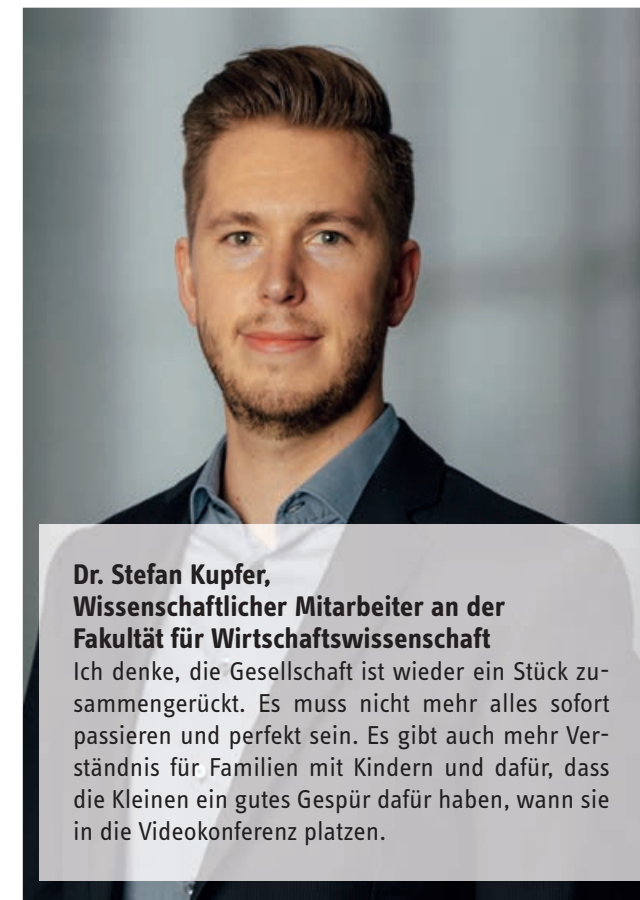 Dr. Stefan Kupfer,
Wissenschaftlicher Mitarbeiter an der
Fakultät für Wirtschaftswissenschaft
Ich denke, die Gesellschaft ist wieder ein Stück zu-
sammengerückt. Es muss nicht mehr alles sofort
passieren und perfekt sein. Es gibt auch mehr Ver-
ständnis für Familien mit Kindern und dafür, dass
die Kleinen ein gutes Gespür dafür haben, wann sie
in die Videokonferenz platzen.